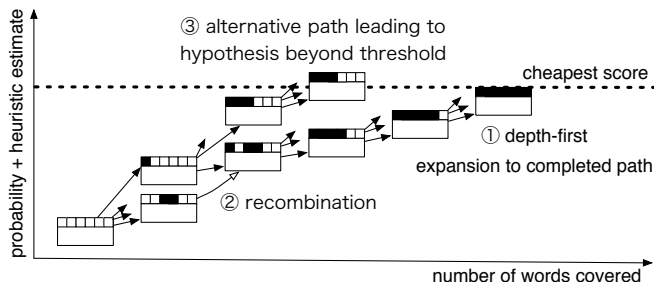 ③ alternative path leading to
hypothesis beyond threshold
cheapest score
① depth-first
expansion to completed path
② recombination
probability + heuristic estimate
number of words covered